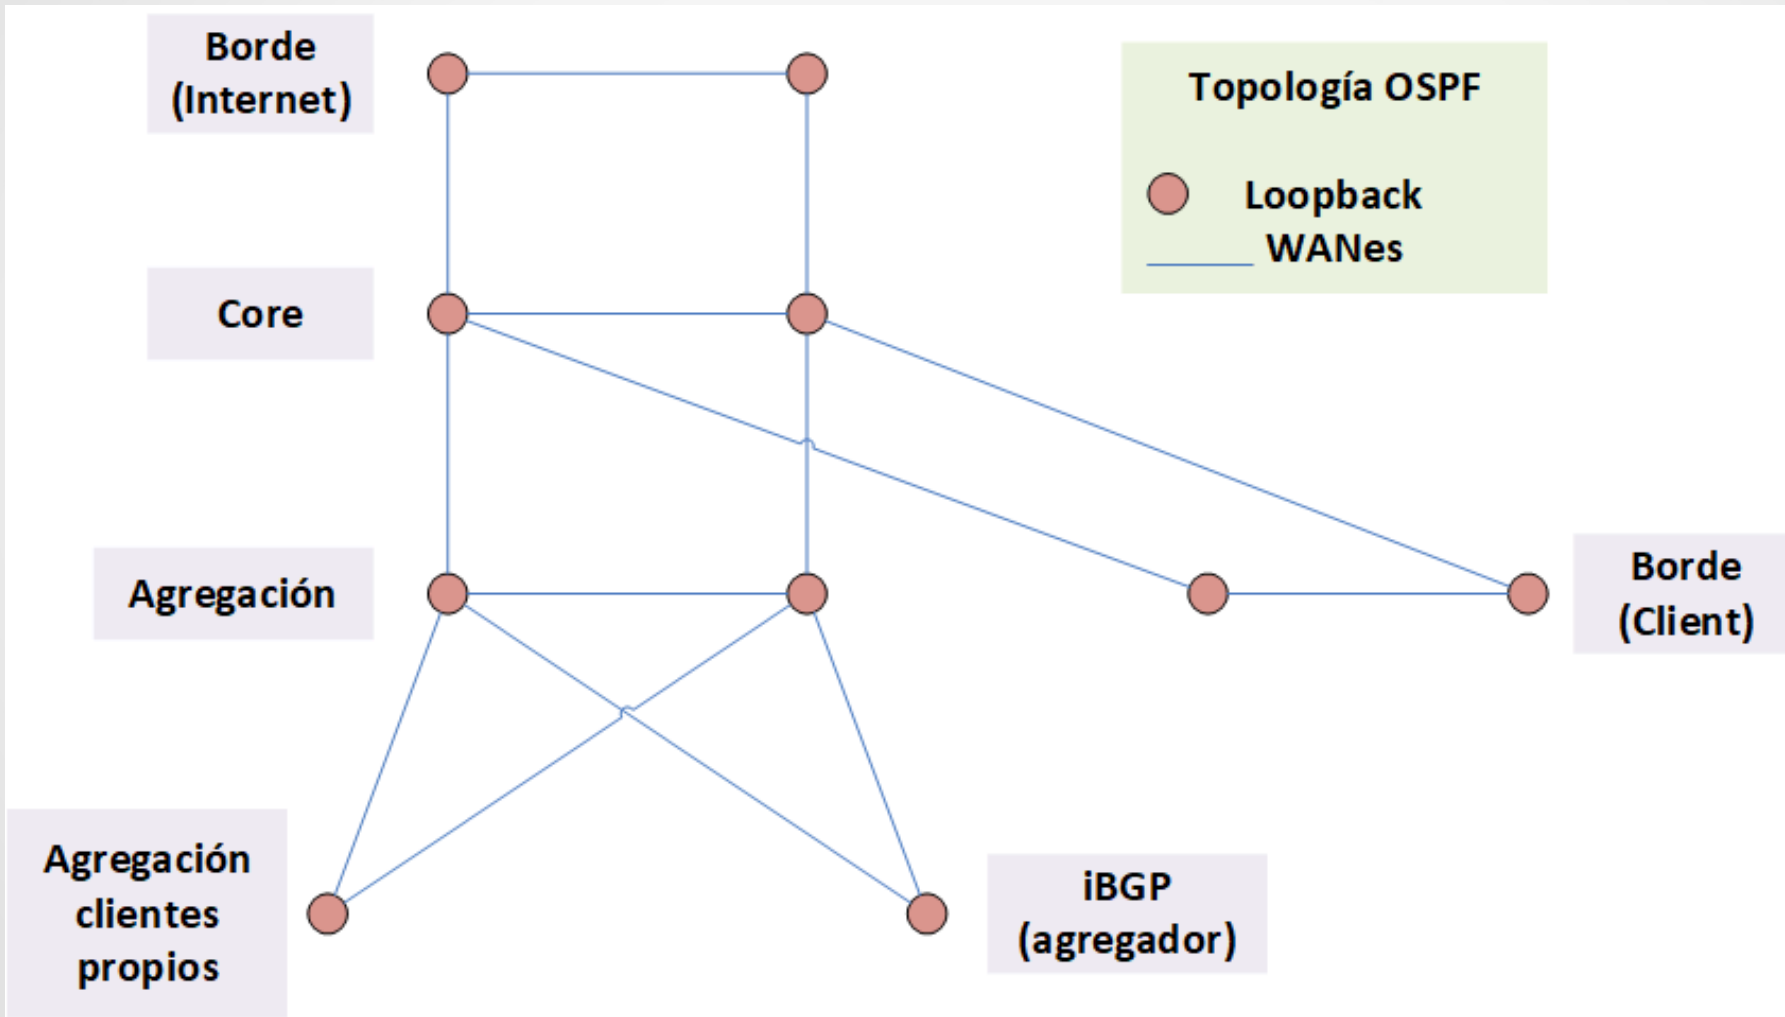 Borde
(Internet)
Topología OSPF
Loopback
WANes
Core
Agregación
Borde
(Client)
Agregación
clientes
propios
iBGP
(agregador)